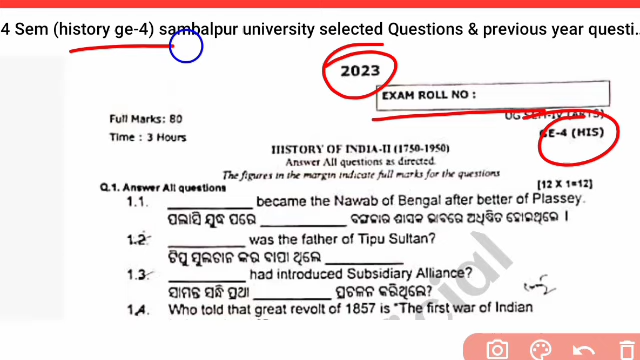 4 Sem (history ge-4) sambalpur university selected Questions & previous year questi...
2023
EXAM ROLL NO :
UG SEM-IV (ARTS)
Full Marks: 80
GE-4 (HIS)
Time : 3 Hours
HISTORY OF INDIA-II (1750-1950)
Answer All questions as directed.
The figures in the margin indicate full marks for the questions
Q.1. Answer All questions [12 X 1=12]
1.1. __________ became the Nawab of Bengal after better of Plassey.
ପଲାସି ଯୁଦ୍ଧ ପରେ __________ ବଙ୍ଗଳାର ଶାସକ ଭାବରେ ଅଧିଷ୍ଠିତ ହୋଇଥିଲେ ।
1.2. __________ was the father of Tipu Sultan?
ଟିପୁ ସୁଲତାନ କର ବାପା ଥିଲେ __________
1.3. __________ had introduced Subsidiary Alliance?
ସାମନ୍ତ ସନ୍ଧି ପ୍ରଥା __________ ପ୍ରଚଳନ କରିଥିଲେ?
1.4. Who told that great revolt of 1857 is "The first war of Indian